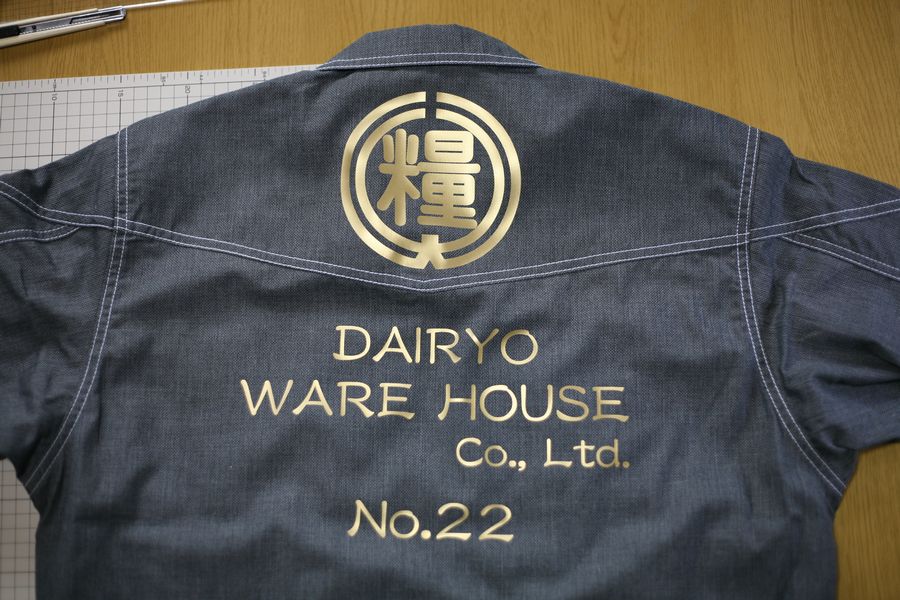 糧
DAIRYO
WARE HOUSE
Co., Ltd.
No.22